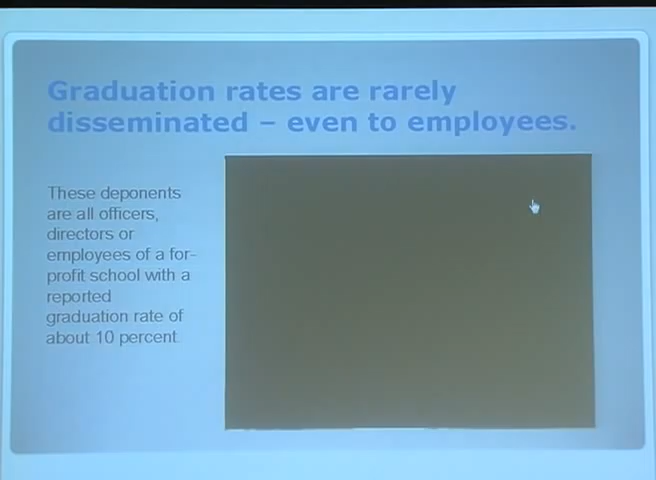 Graduation rates are rarely
disseminated – even to employees.
These deponents
are all officers,
directors or
employees of a for-
profit school with a
reported
graduation rate of
about 10 percent.